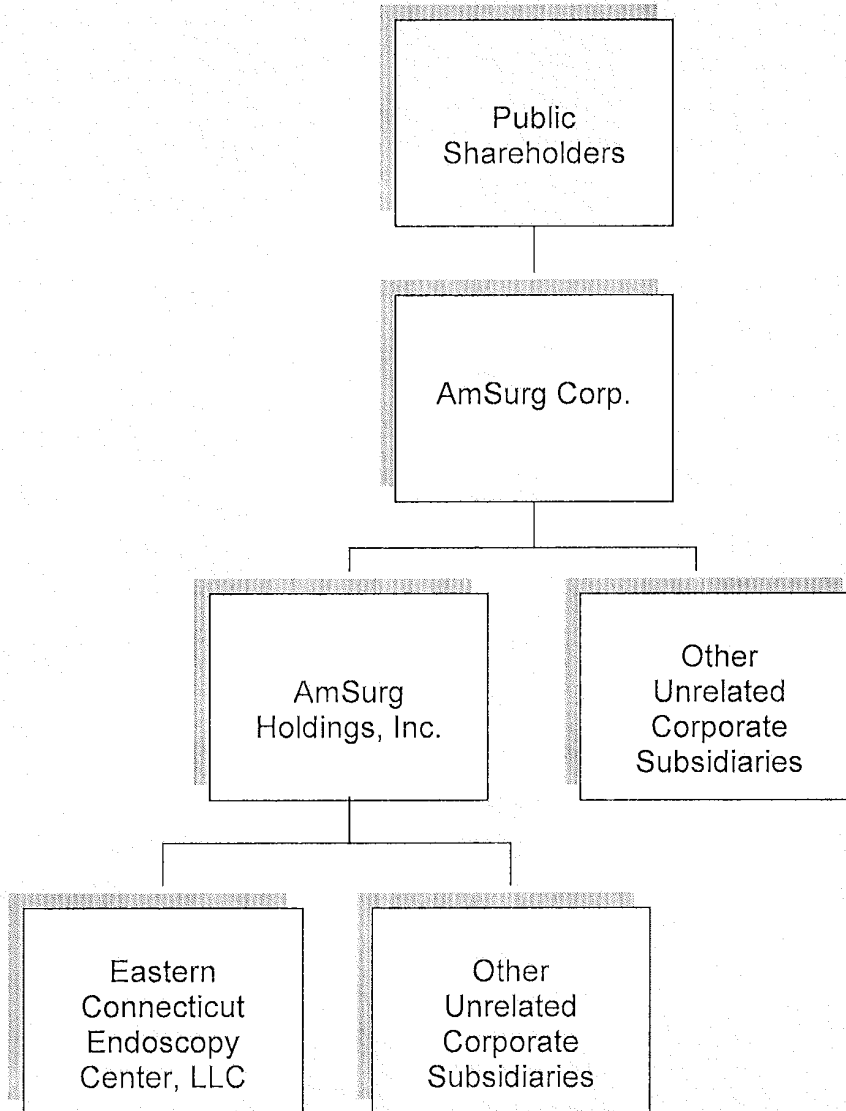 Public
Shareholders
AmSurg Corp.
AmSurg
Holdings, Inc.
Other
Unrelated
Corporate
Subsidiaries
Eastern
Connecticut
Endoscopy
Center, LLC
Other
Unrelated
Corporate
Subsidiaries